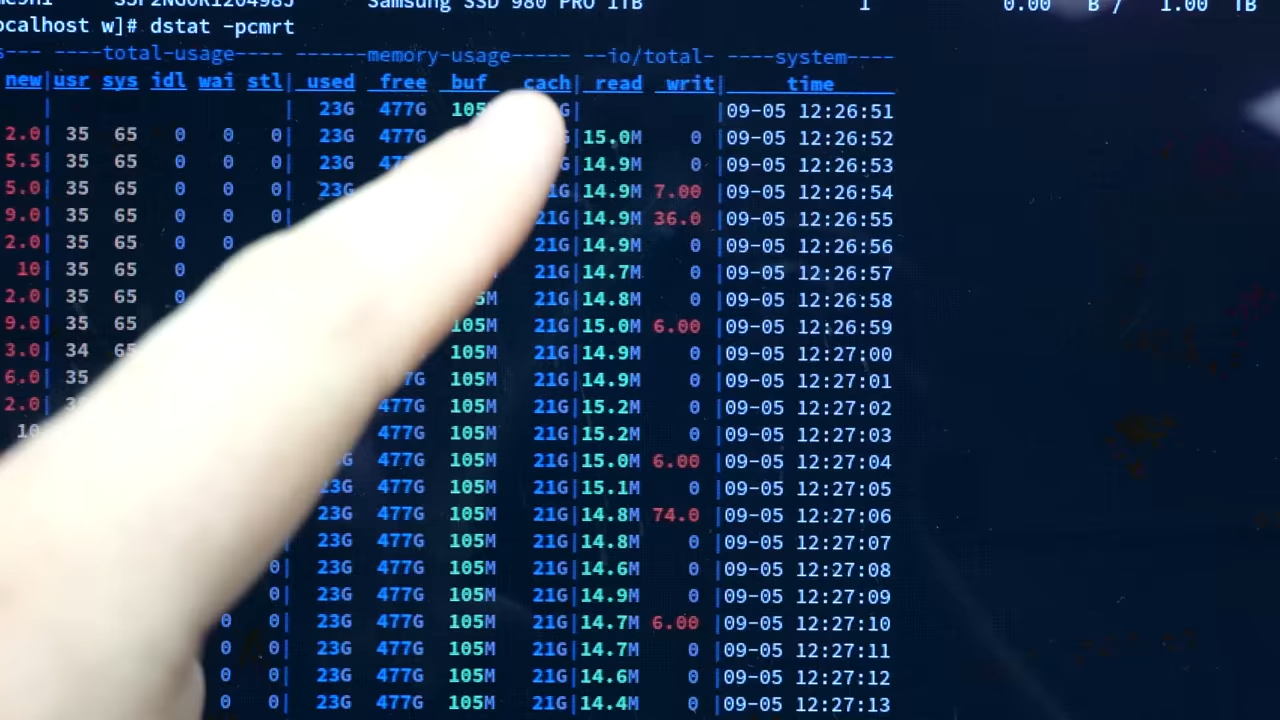 Samsung SSD 980 PRO 1TB 1 0.00 B / 1.00 TB
ocalhost w]# dstat -pcmrt
s--- ----total-usage---- ------memory-usage----- --io/total- ----system----
new|usr sys idl wai stl| used free buf cach| read writ| time
| | 23G 477G 105 G| |09-05 12:26:51
2.0| 35 65 0 0 0| 23G 477G |15.0M 0 |09-05 12:26:52
5.5| 35 65 0 0 0| 23G |14.9M 0 |09-05 12:26:53
5.0| 35 65 0 0 0| 23G 1G|14.9M 7.00 |09-05 12:26:54
9.0| 35 65 0 0 0| 21G|14.9M 36.0 |09-05 12:26:55
2.0| 35 65 0 0 21G|14.9M 0 |09-05 12:26:56
10| 35 65 0 21G|14.7M 0 |09-05 12:26:57
2.0| 35 65 0 5M 21G|14.8M 0 |09-05 12:26:58
9.0| 35 65 105M 21G|15.0M 6.00 |09-05 12:26:59
3.0| 34 65 105M 21G|14.9M 0 |09-05 12:27:00
6.0| 35 7G 105M 21G|14.9M 0 |09-05 12:27:01
2.0| 477G 105M 21G|15.2M 0 |09-05 12:27:02
10 477G 105M 21G|15.2M 0 |09-05 12:27:03
G 477G 105M 21G|15.0M 6.00 |09-05 12:27:04
23G 477G 105M 21G|15.1M 0 |09-05 12:27:05
23G 477G 105M 21G|14.8M 74.0 |09-05 12:27:06
23G 477G 105M 21G|14.8M 0 |09-05 12:27:07
0| 23G 477G 105M 21G|14.6M 0 |09-05 12:27:08
0| 23G 477G 105M 21G|14.9M 0 |09-05 12:27:09
0 0| 23G 477G 105M 21G|14.7M 6.00 |09-05 12:27:10
0 0| 23G 477G 105M 21G|14.7M 0 |09-05 12:27:11
0 0| 23G 477G 105M 21G|14.6M 0 |09-05 12:27:12
0 0| 23G 477G 105M 21G|14.4M 0 |09-05 12:27:13